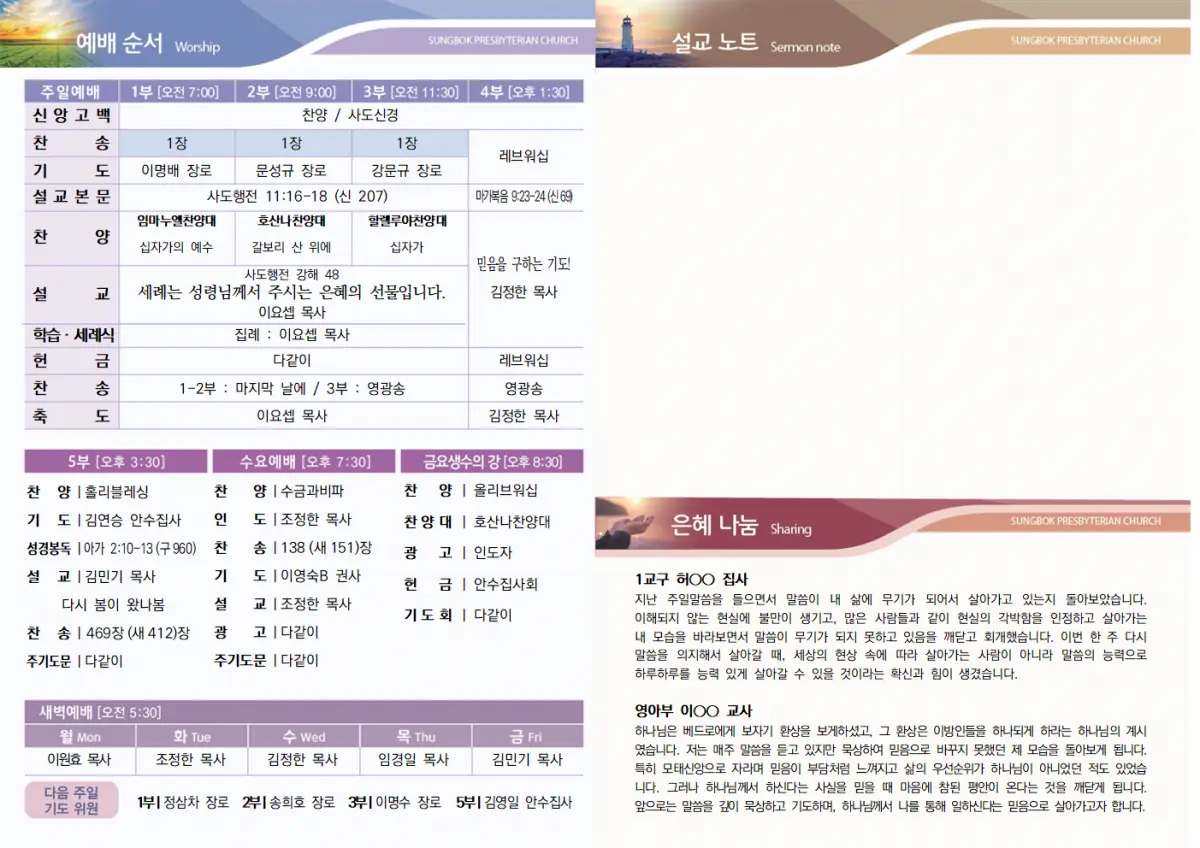 예배 순서 Worship
SUNGBOK PRESBYTERIAN CHURCH
주일예배 1부 [오전 7:00] 2부 [오전 9:00] 3부 [오전 11:30] 4부 [오후 1:30]
신앙고백 찬양 / 사도신경
찬 송 1장 1장 1장
레브워십
기 도 이명배 장로 문성규 장로 강문규 장로
설교본문 사도행전 11:16-18 (신 207) 마가복음 9:23-24 (신 69)
찬 양 임마누엘찬양대 호산나찬양대 할렐루야찬양대
십자가의 예수 갈보리 산 위에 십자가
믿음을 구하는 기도!
김정한 목사
설 교 사도행전 강해 48
세례는 성령님께서 주시는 은혜의 선물입니다.
이요셉 목사
학습·세례식 집례 : 이요셉 목사
헌 금 다같이 레브워십
찬 송 1-2부 : 마지막 날에 / 3부 : 영광송 영광송
축 도 이요셉 목사 김정한 목사
5부 [오후 3:30]
찬 양 | 홀리블레싱
기 도 | 김연승 안수집사
성경봉독 | 아가 2:10-13 (구 960)
설 교 | 김민기 목사
다시 봄이 왔나봄
찬 송 | 469장 (새 412)장
주기도문 | 다같이
수요예배 [오후 7:30]
찬 양 | 수금과비파
인 도 | 조정한 목사
찬 송 | 138 (새 151)장
기 도 | 이영숙B 권사
설 교 | 조정한 목사
광 고 | 다같이
주기도문 | 다같이
금요생수의 강 [오후 8:30]
찬 양 | 올리브워십
찬양대 | 호산나찬양대
광 고 | 인도자
헌 금 | 안수집사회
기도회 | 다같이
새벽예배 [오전 5:30]
월 Mon 화 Tue 수 Wed 목 Thu 금 Fri
이원효 목사 조정한 목사 김정한 목사 임경일 목사 김민기 목사
다음 주일
기도 위원
1부 | 정삼차 장로 2부 | 송희호 장로 3부 | 이명수 장로 5부 | 김영일 안수집사
설교 노트 Sermon note
SUNGBOK PRESBYTERIAN CHURCH
은혜 나눔 Sharing
SUNGBOK PRESBYTERIAN CHURCH
1교구 허○○ 집사
지난 주일말씀을 들으면서 말씀이 내 삶에 무기가 되어서 살아가고 있는지 돌아보았습니다.
이해되지 않는 현실에 불만이 생기고, 많은 사람들과 같이 현실의 각박함을 인정하고 살아가는
내 모습을 바라보면서 말씀이 무기가 되지 못하고 있음을 깨닫고 회개했습니다. 이번 한 주 다시
말씀을 의지해서 살아갈 때, 세상의 현상 속에 따라 살아가는 사람이 아니라 말씀의 능력으로
하루하루를 능력 있게 살아갈 수 있을 것이라는 확신과 힘이 생겼습니다.
영아부 이○○ 교사
하나님은 베드로에게 보자기 환상을 보게하셨고, 그 환상은 이방인들을 하나되게 하라는 하나님의 계시
였습니다. 저는 매주 말씀을 듣고 있지만 묵상하여 믿음으로 바꾸지 못했던 제 모습을 돌아보게 됩니다.
특히 모태신앙으로 자라며 믿음이 부담처럼 느껴지고 삶의 우선순위가 하나님이 아니었던 적도 있었습
니다. 그러나 하나님께서 하신다는 사실을 믿을 때 마음에 참된 평안이 온다는 것을 깨닫게 됩니다.
앞으로는 말씀을 깊이 묵상하고 기도하며, 하나님께서 나를 통해 일하신다는 믿음으로 살아가고자 합니다.